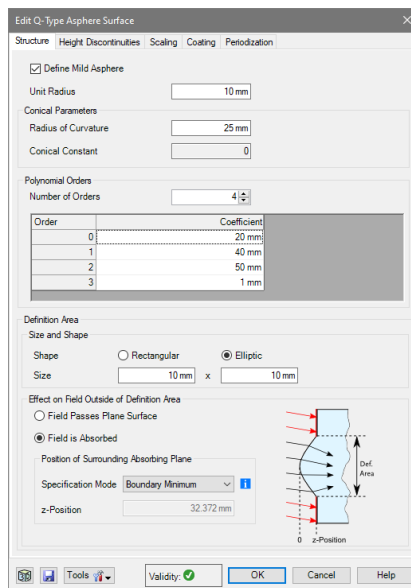 Edit Q-Type Asphere Surface
Structure Height Discontinuities Scaling Coating Periodization
Define Mild Asphere
Unit Radius 10 mm
Conical Parameters
Radius of Curvature 25 mm
Conical Constant 0
Polynomial Orders
Number of Orders 4
Order Coefficient
0 20 mm
1 40 mm
2 50 mm
3 1 mm
Definition Area
Size and Shape
Shape Rectangular Elliptic
Size 10 mm x 10 mm
Effect on Field Outside of Definition Area
Field Passes Plane Surface
Field is Absorbed
Position of Surrounding Absorbing Plane
Specification Mode Boundary Minimum
z-Position 32.372 mm
Def.
Area
0 z-Position
Tools Validity: OK Cancel Help